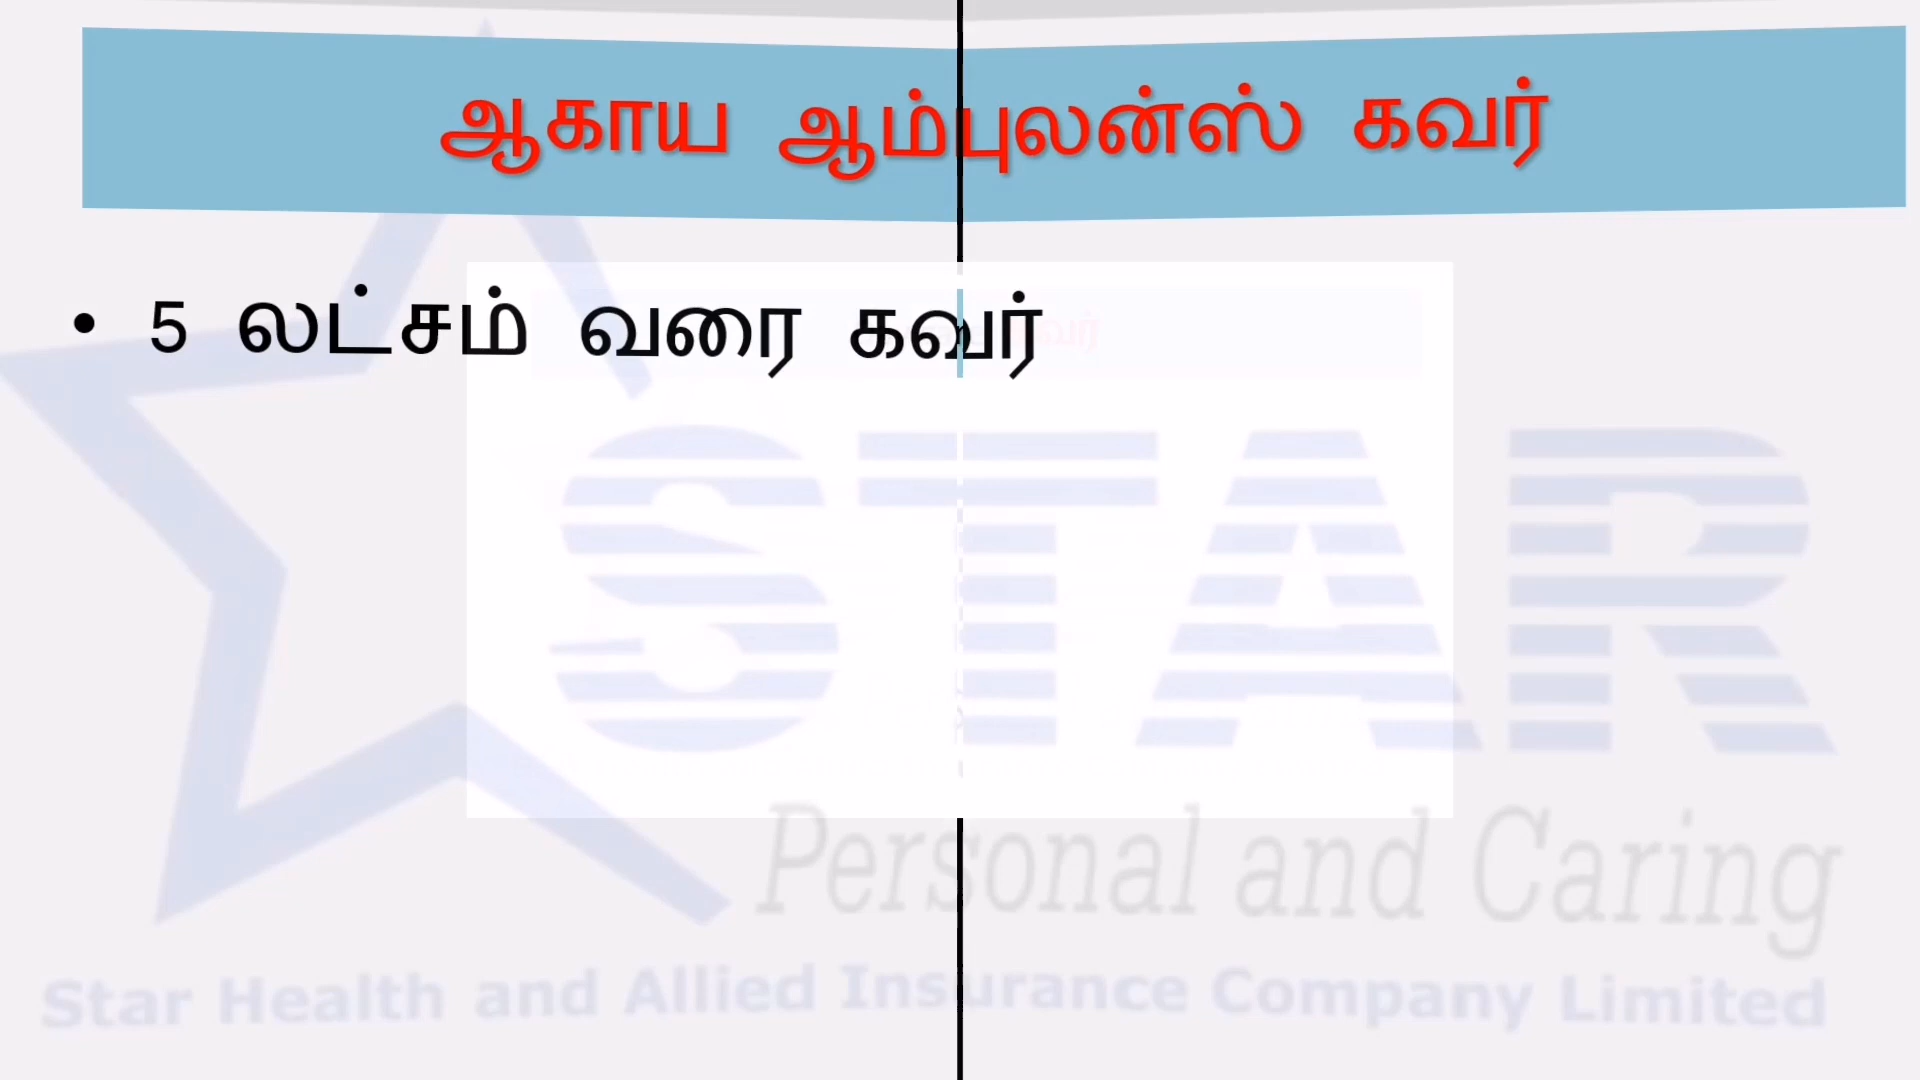 ஆகாய ஆம்புலன்ஸ் கவர்
• 5 லட்சம் வரை கவர்
STAR
Personal and Caring
Star Health and Allied Insurance Company Limited